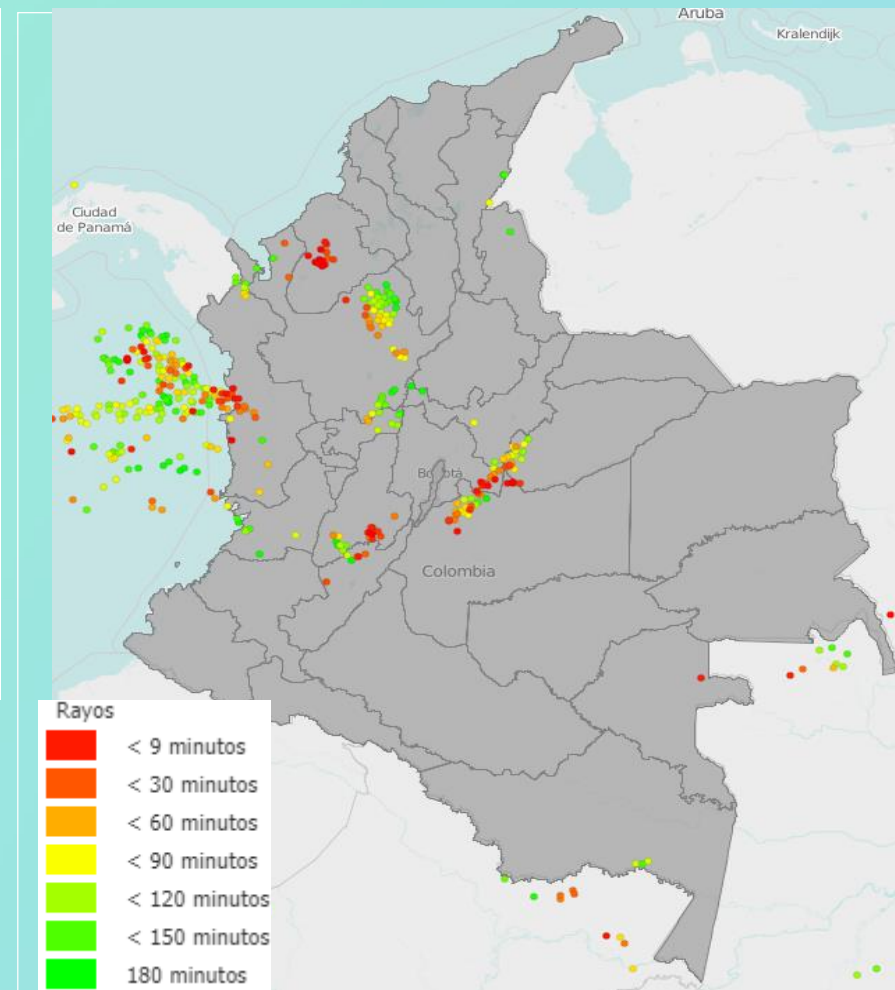 Aruba
Kralendijk
Ciudad
de Panamá
Bogotá
Colombia
Rayos
< 9 minutos
< 30 minutos
< 60 minutos
< 90 minutos
< 120 minutos
< 150 minutos
180 minutos